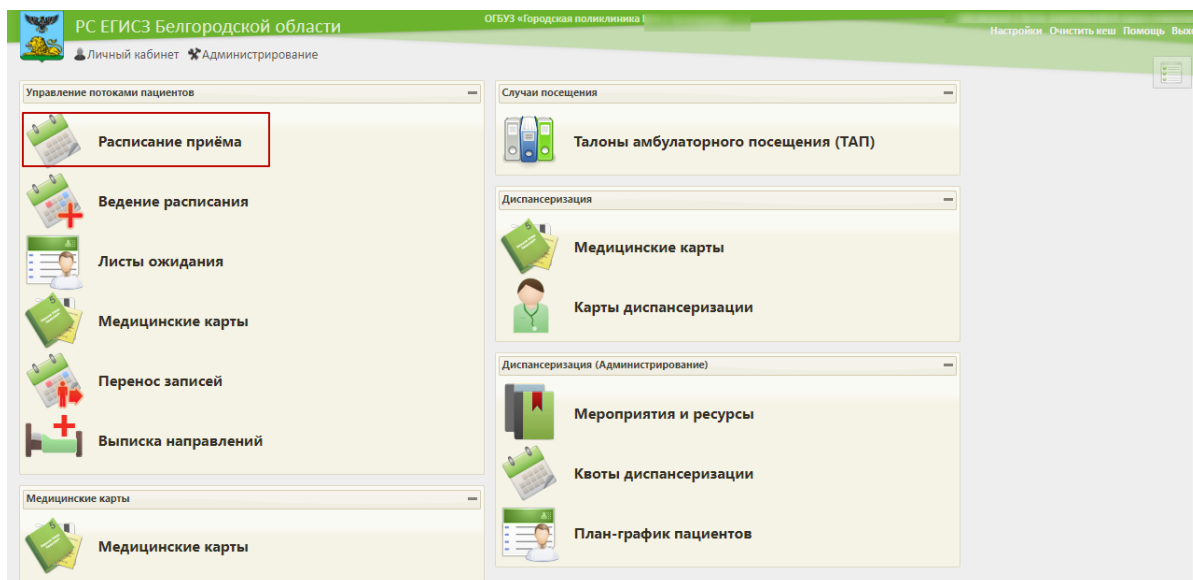 РС ЕГИСЗ Белгородской области
ОГБУЗ «Городская поликлиника
Настройки Очистить кеш Помощь
Личный кабинет Администрирование
Управление потоками пациентов
Расписание приёма
Ведение расписания
Листы ожидания
Медицинские карты
Перенос записей
Выписка направлений
Медицинские карты
Медицинские карты
Случаи посещения
Талоны амбулаторного посещения (ТАП)
Диспансеризация
Медицинские карты
Карты диспансеризации
Диспансеризация (Администрирование)
Мероприятия и ресурсы
Квоты диспансеризации
План-график пациентов